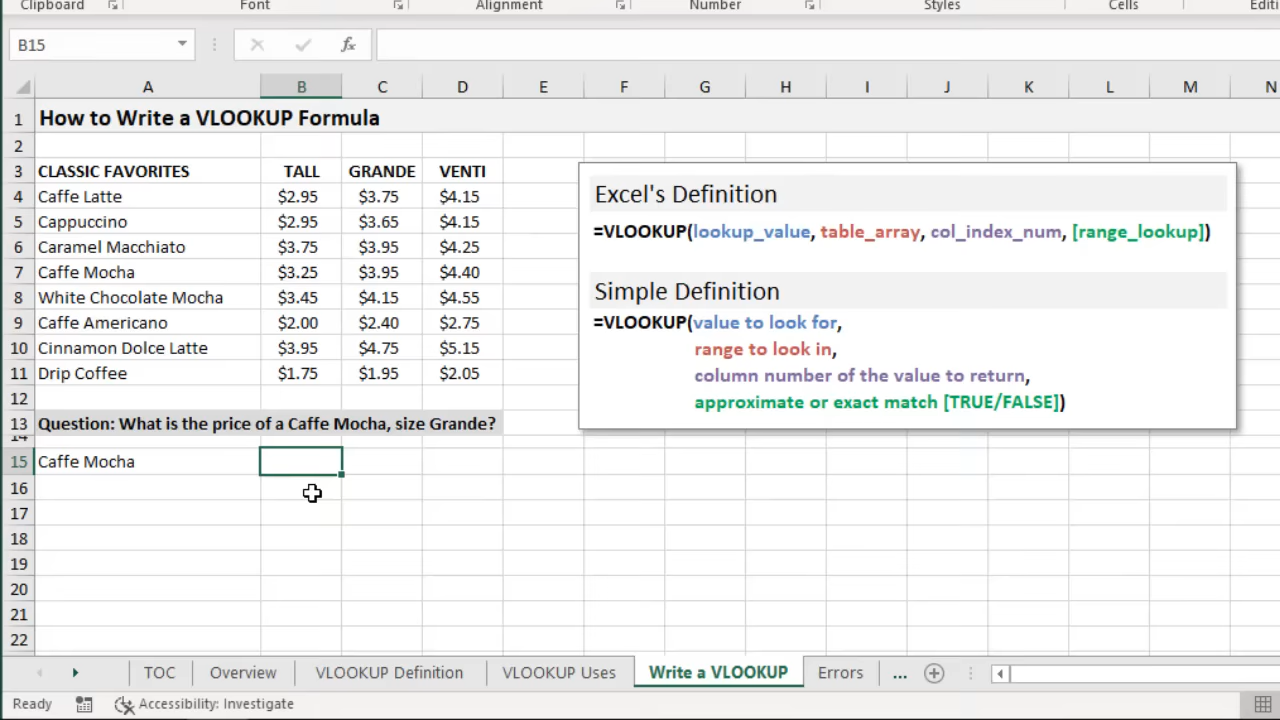 Clipboard Font Alignment Number Styles Cells Editi
B15 fx
A B C D E F G H I J K L M N
1 How to Write a VLOOKUP Formula
2
3 CLASSIC FAVORITES TALL GRANDE VENTI
4 Caffe Latte $2.95 $3.75 $4.15
5 Cappuccino $2.95 $3.65 $4.15
6 Caramel Macchiato $3.75 $3.95 $4.25
7 Caffe Mocha $3.25 $3.95 $4.40
8 White Chocolate Mocha $3.45 $4.15 $4.55
9 Caffe Americano $2.00 $2.40 $2.75
10 Cinnamon Dolce Latte $3.95 $4.75 $5.15
11 Drip Coffee $1.75 $1.95 $2.05
12
13 Question: What is the price of a Caffe Mocha, size Grande?
14
15 Caffe Mocha
16
17
18
19
20
21
22
Excel's Definition
=VLOOKUP(lookup_value, table_array, col_index_num, [range_lookup])
Simple Definition
=VLOOKUP(value to look for,
range to look in,
column number of the value to return,
approximate or exact match [TRUE/FALSE])
TOC Overview VLOOKUP Definition VLOOKUP Uses Write a VLOOKUP Errors ...
Ready Accessibility: Investigate